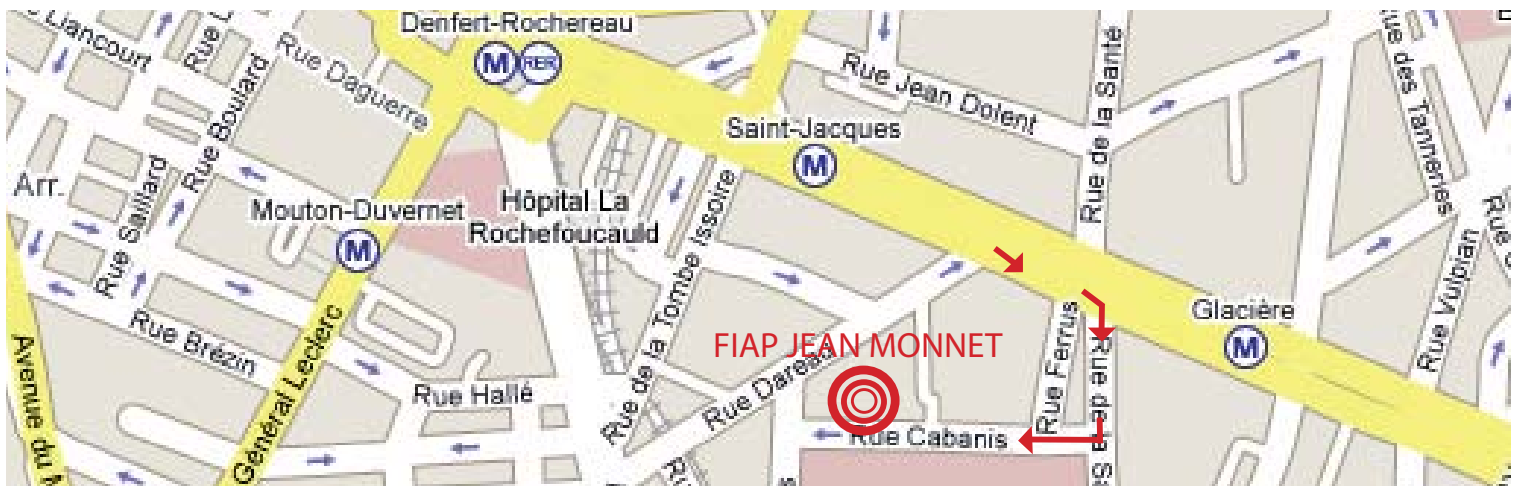 Denfert-Rochereau
M
RER
Liancourt
Rue
Rue Daguerre
Rue Boulard
Rue Jean Dolent
Rue de la Santé
Rue des Tanneries
Saint-Jacques
M
Arr.
Rue Saillard
Mouton-Duvernet
M
Hôpital La
Rochefoucauld
Rue de la Tombe Issoire
Rue
Rue Vulpian
Glacière
M
Rue Brézin
Général Leclerc
Avenue du
FIAP JEAN MONNET
Rue Ferrus
Rue Dareau
Rue Hallé
Rue Cabanis
Rue de la Sa